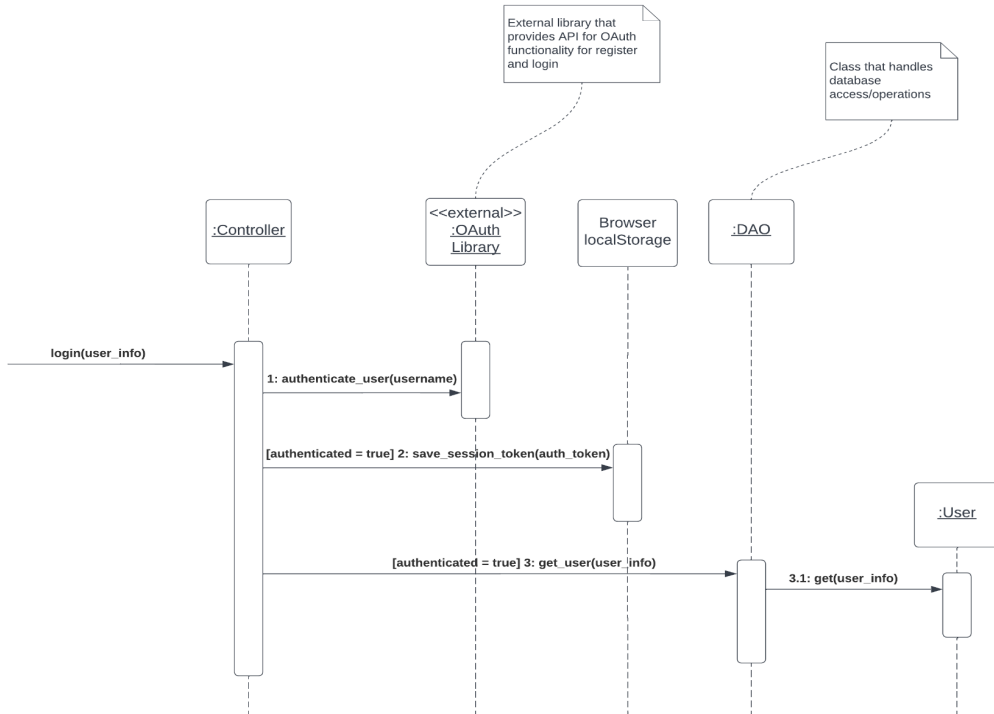 External library that
provides API for OAuth
functionality for register
and login
Class that handles
database
access/operations
:Controller
<<external>>
:OAuth
Library
Browser
localStorage
:DAO
login(user_info)
1: authenticate_user(username)
[authenticated = true] 2: save_session_token(auth_token)
:User
[authenticated = true] 3: get_user(user_info)
3.1: get(user_info)